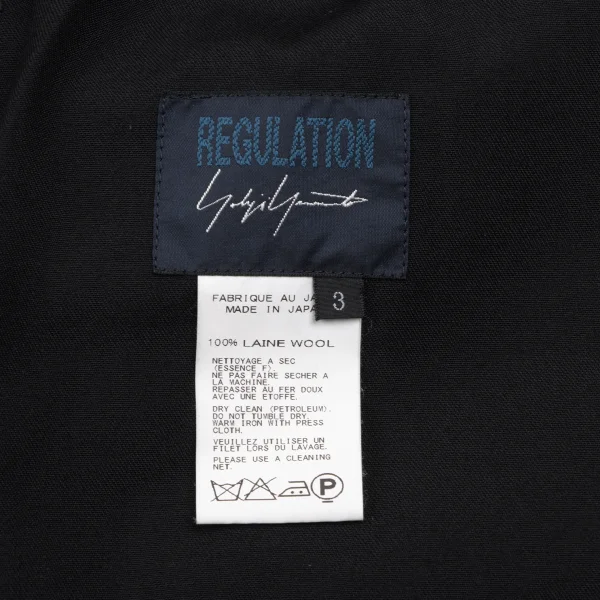 REGULATION
Yohji Yamamoto
3
FABRIQUE AU JA
MADE IN JAPA
100% LAINE WOOL
NETTOYAGE A SEC
(ESSENCE F).
NE PAS FAIRE SECHER A
LA MACHINE.
REPASSER AU FER DOUX
AVEC UNE ETOFFE.
DRY CLEAN (PETROLEUM).
DO NOT TUMBLE DRY.
WARM IRON WITH PRESS
CLOTH.
VEUILLEZ UTILISER UN
FILET LORS DU LAVAGE.
PLEASE USE A CLEANING
NET.
P